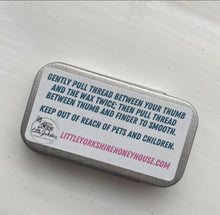 GENTLY PULL THREAD BETWEEN YOUR THUMB
AND THE WAX TWICE; THEN PULL THREAD
BETWEEN THUMB AND FINGER TO SMOOTH.
KEEP OUT OF REACH OF PETS AND CHILDREN.
LITTLEYORKSHIREHONEYHOUSE.COM